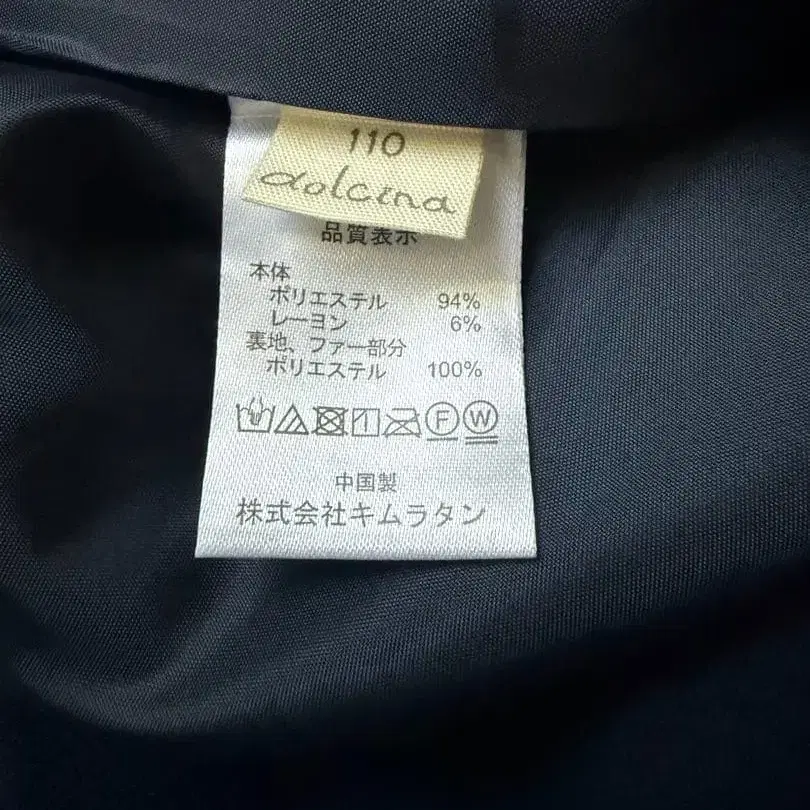 110
dolcina
品質表示
本体
ポリエステル 94%
レーヨン 6%
裏地、ファー部分
ポリエステル 100%
F W
中国製
株式会社キムラタン